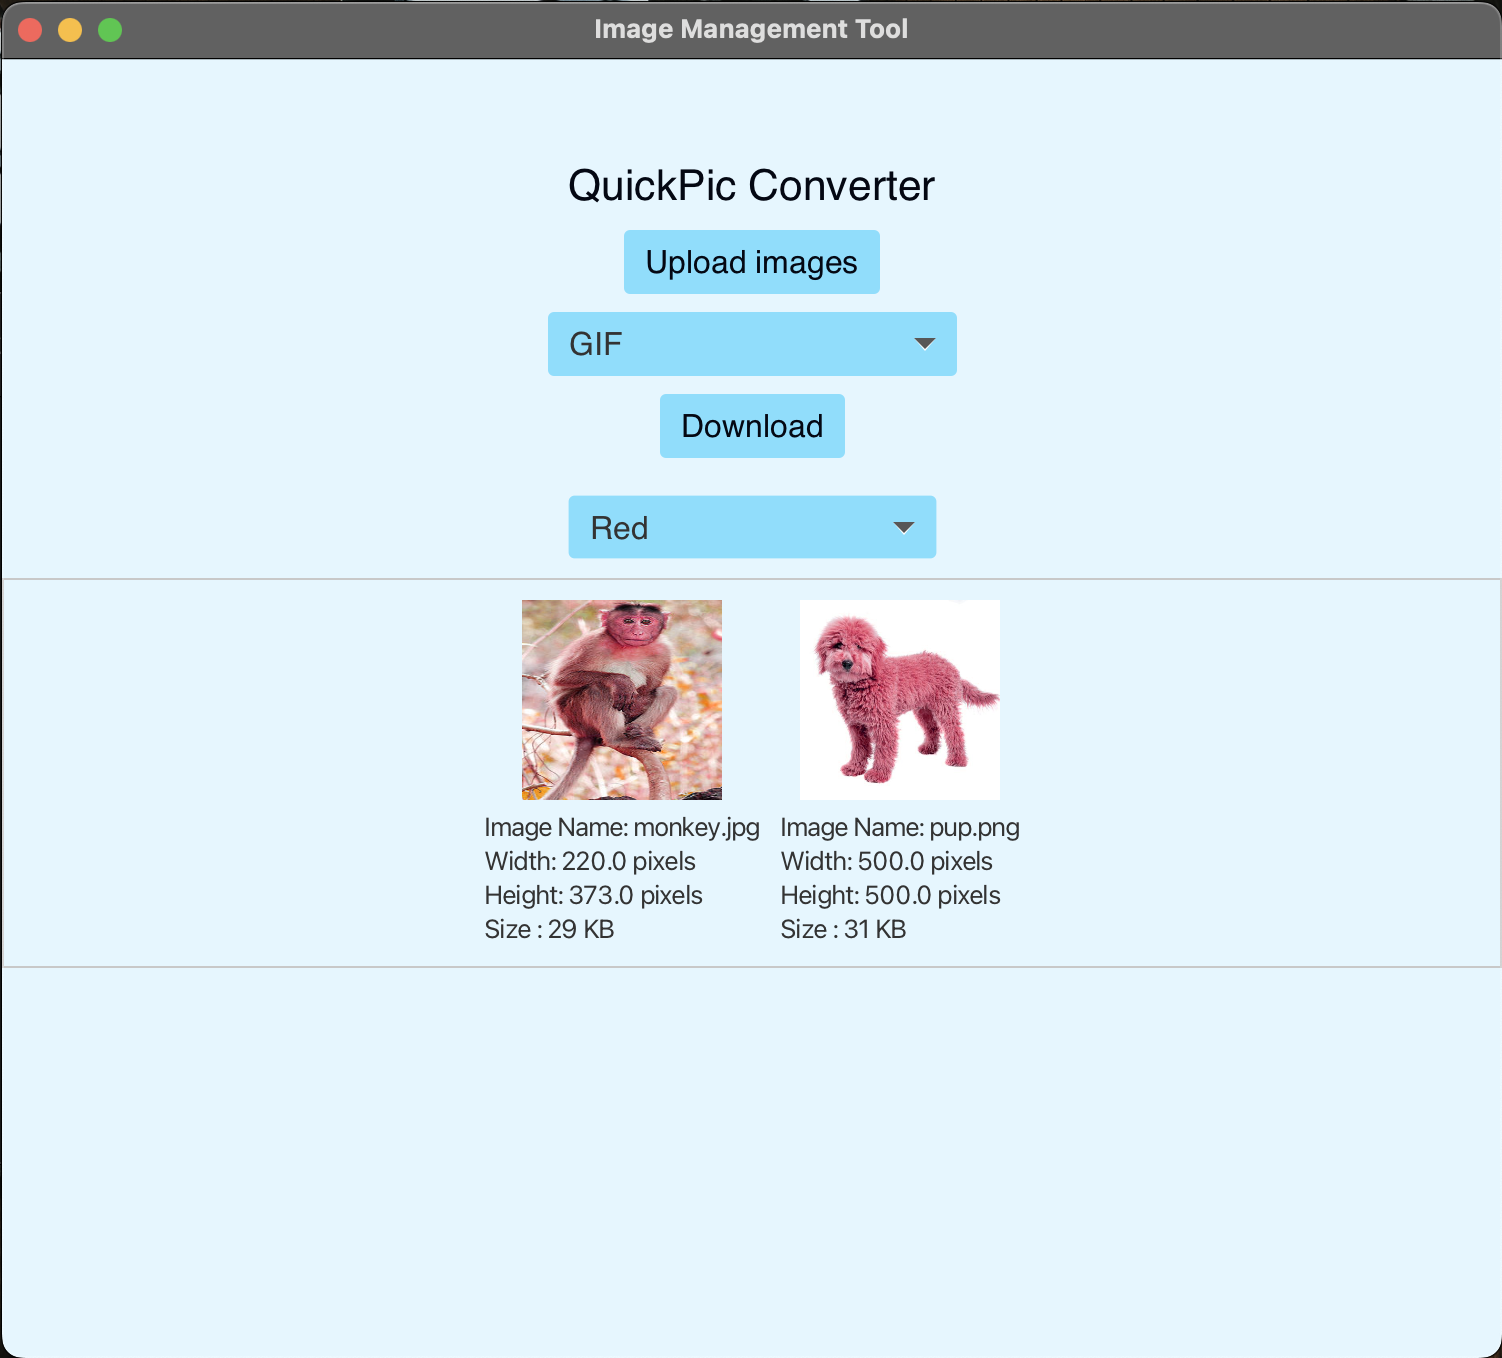 Image Management Tool
QuickPic Converter
Upload images
GIF
Download
Red
Image Name: monkey.jpg
Width: 220.0 pixels
Height: 373.0 pixels
Size : 29 KB
Image Name: pup.png
Width: 500.0 pixels
Height: 500.0 pixels
Size : 31 KB